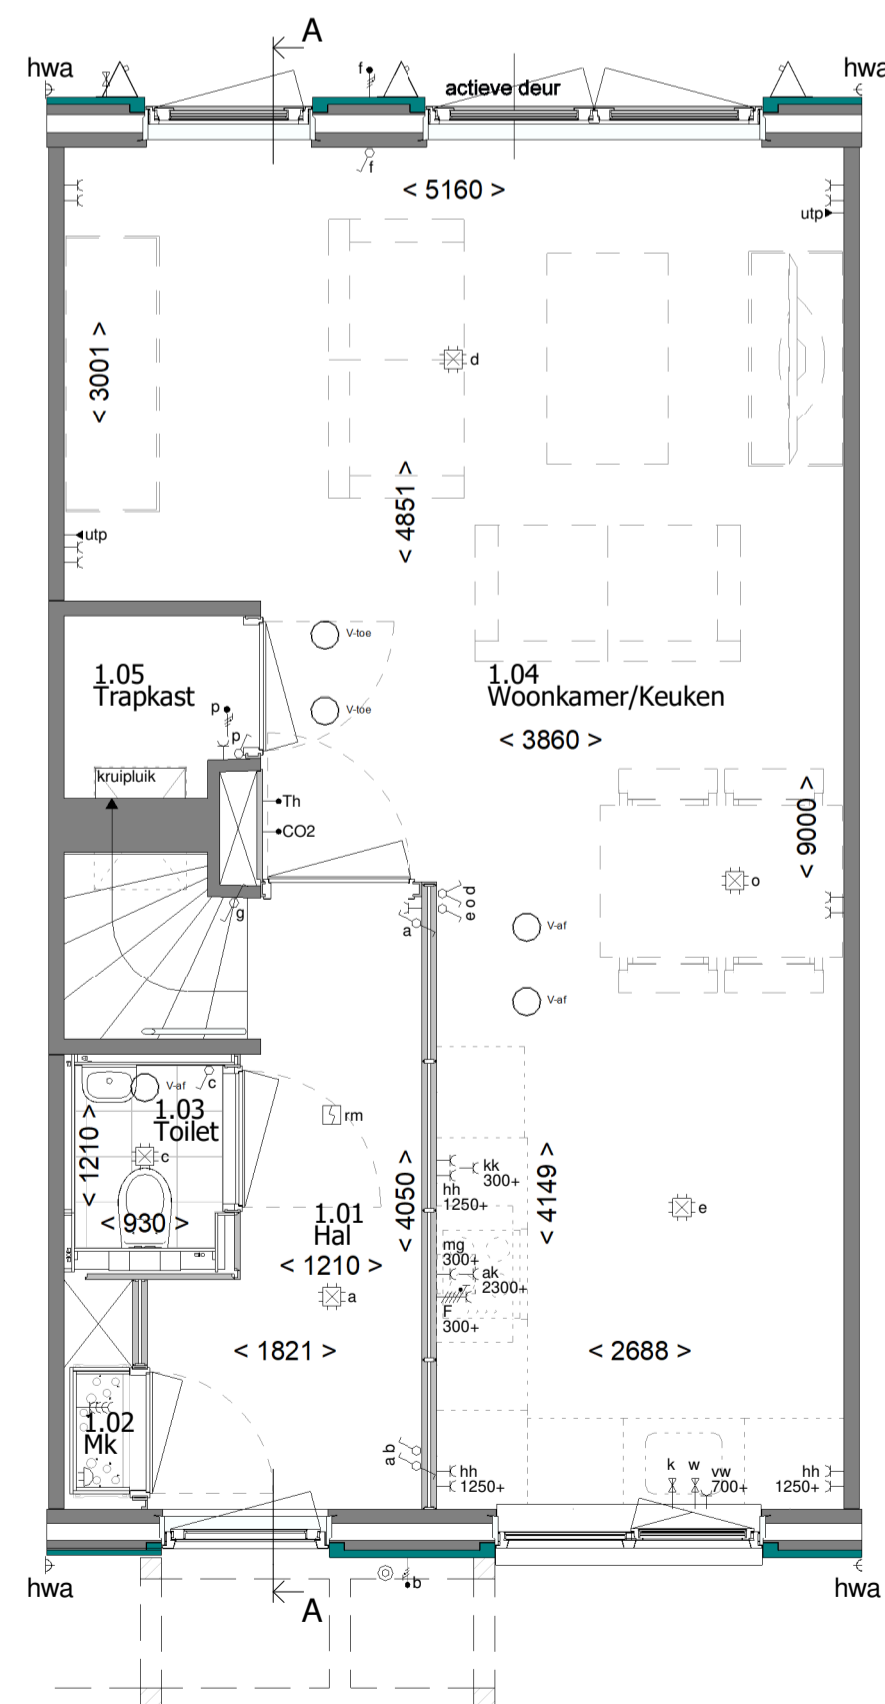 A
hwa
f
hwa
actieve deur
f
< 5160 >
utp
< 3001 >
d
< 4851 >
utp
V-toe
1.05
Trapkast
1.04
Woonkamer/Keuken
p
V-toe
p
< 3860 >
kruipluik
Th
CO2
< 9000 >
o
g
a
e o d
V-af
V-af
V-af
c
1.03
Toilet
rm
< 1210 >
c
kk
300+
hh
1250+
< 4050 >
< 4149 >
< 930 >
1.01
Hal
e
mg
300+
< 1210 >
ak
2300+
a
F
300+
< 1821 >
< 2688 >
1.02
Mk
a b
hh
1250+
k
w
vw
700+
hh
1250+
hwa
b
hwa
A